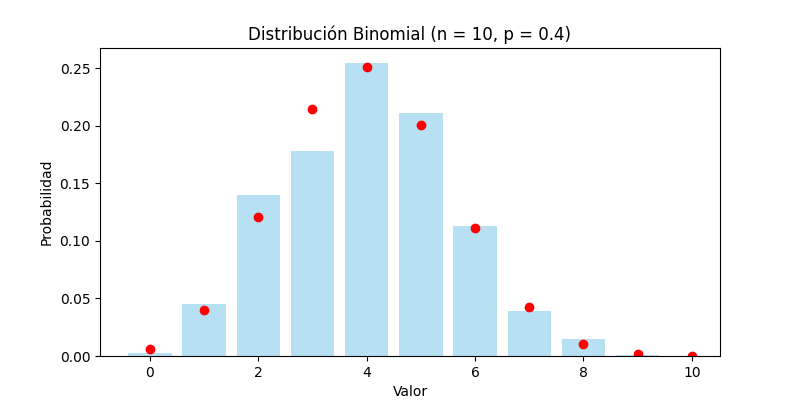 Distribución Binomial (n = 10, p = 0.4)
0.25
0.20
0.15
0.10
0.05
0.00
Probabilidad
0 2 4 6 8 10
Valor